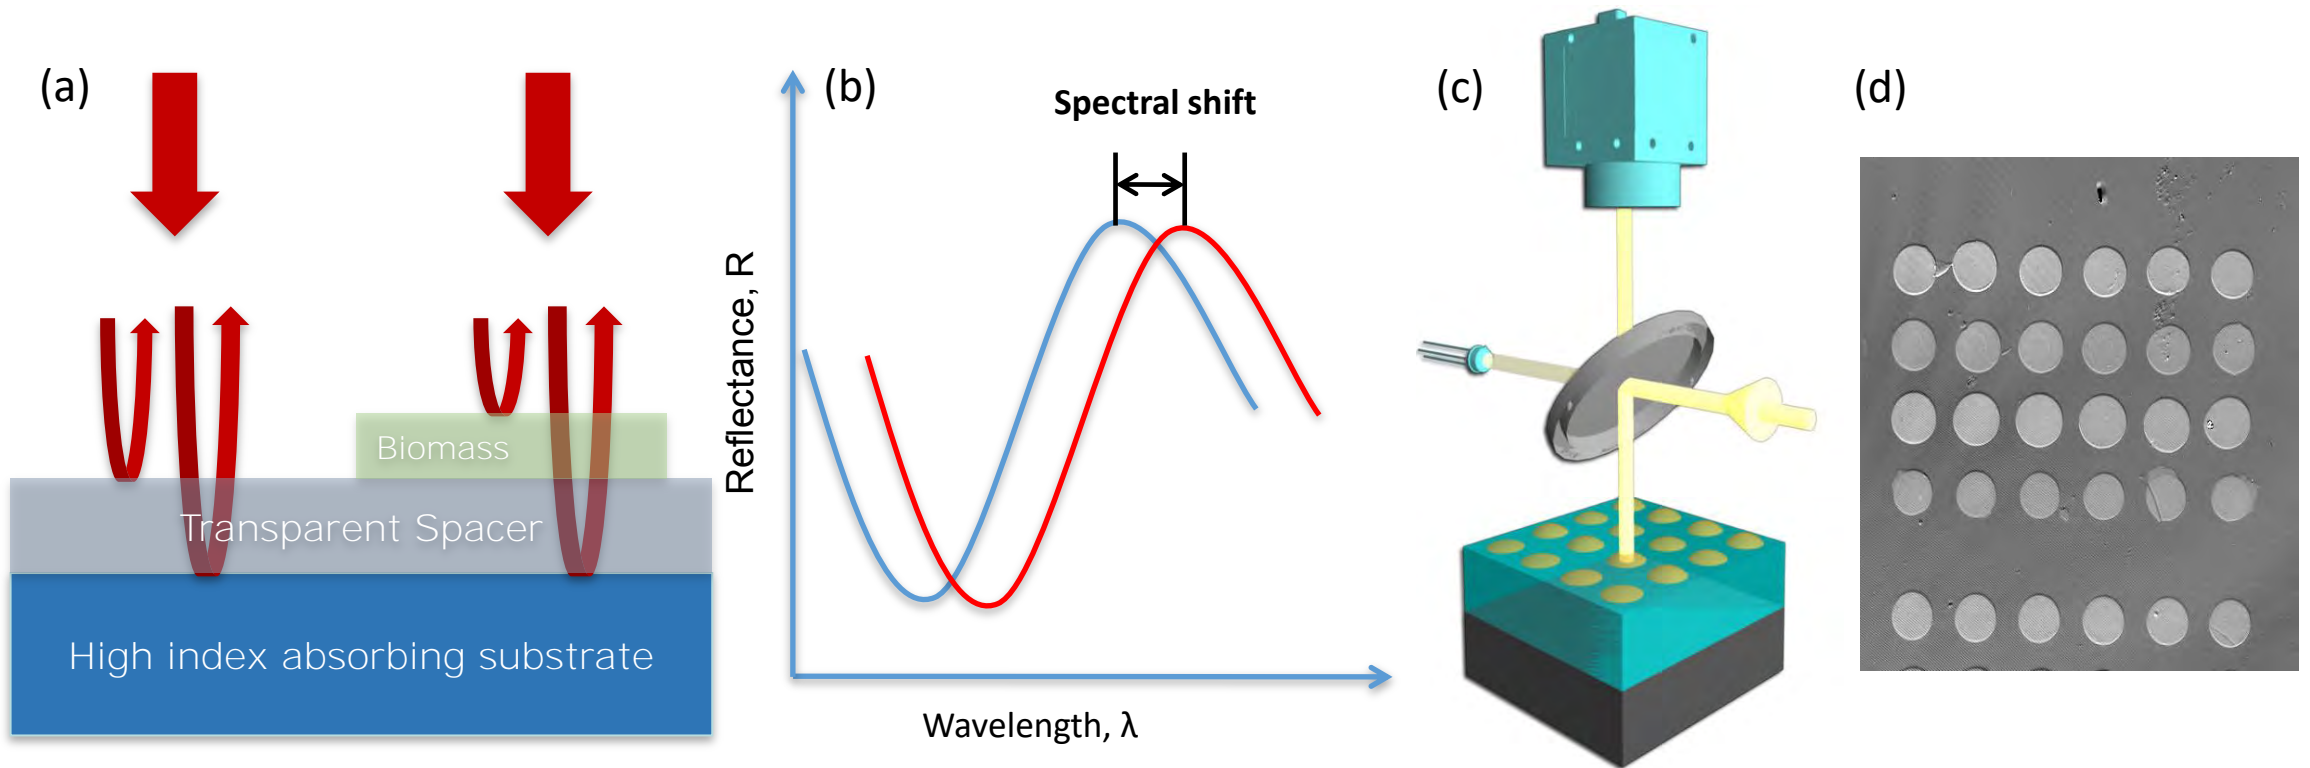 (a)
Biomass
Transparent Spacer
High index absorbing substrate
(b)
Spectral shift
Reflectance, R
Wavelength, λ
(c)
(d)